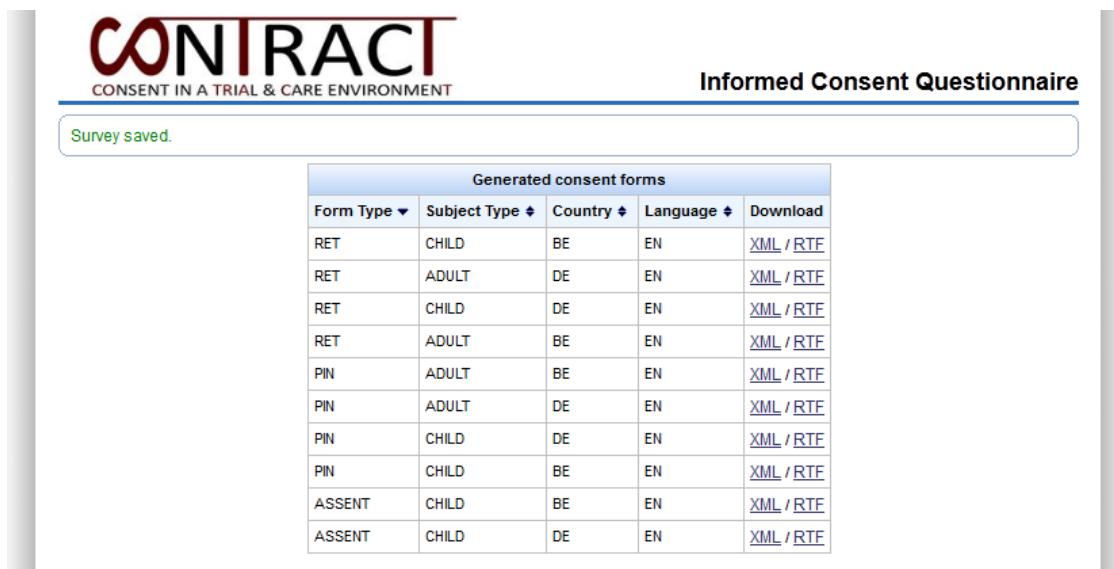 CONTRACT
CONSENT IN A TRIAL & CARE ENVIRONMENT
Informed Consent Questionnaire
Survey saved.
Generated consent forms
Form Type Subject Type Country Language Download
RET CHILD BE EN XML / RTF
RET ADULT DE EN XML / RTF
RET CHILD DE EN XML / RTF
RET ADULT BE EN XML / RTF
PIN ADULT BE EN XML / RTF
PIN ADULT DE EN XML / RTF
PIN CHILD DE EN XML / RTF
PIN CHILD BE EN XML / RTF
ASSENT CHILD BE EN XML / RTF
ASSENT CHILD DE EN XML / RTF